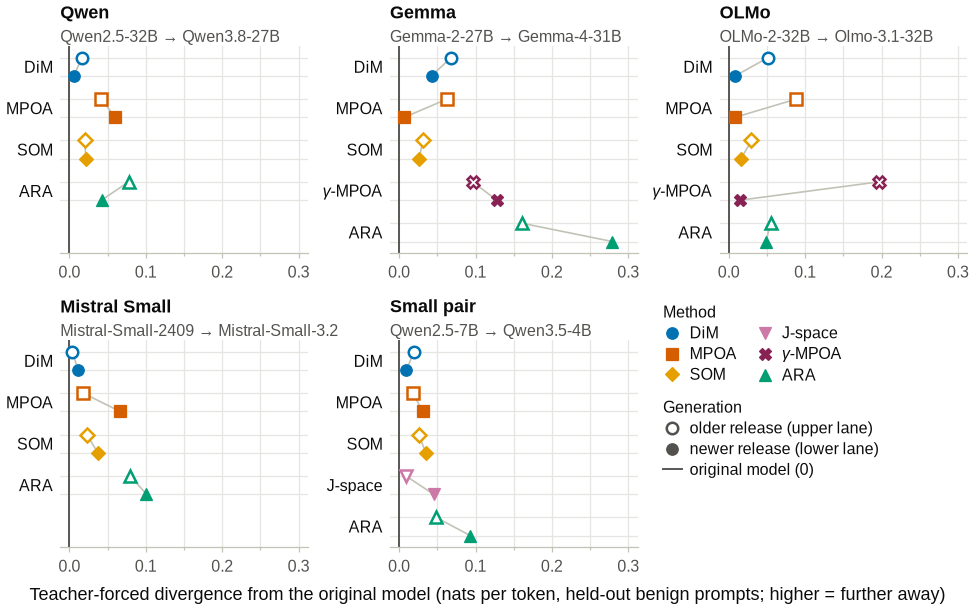 Qwen
Qwen2.5-32B → Qwen3.8-27B
DiM
MPOA
SOM
ARA
0.0 0.1 0.2 0.3
Gemma
Gemma-2-27B → Gemma-4-31B
DiM
MPOA
SOM
γ-MPOA
ARA
0.0 0.1 0.2 0.3
OLMo
OLMo-2-32B → Olmo-3.1-32B
DiM
MPOA
SOM
γ-MPOA
ARA
0.0 0.1 0.2 0.3
Mistral Small
Mistral-Small-2409 → Mistral-Small-3.2
DiM
MPOA
SOM
ARA
0.0 0.1 0.2 0.3
Small pair
Qwen2.5-7B → Qwen3.5-4B
DiM
MPOA
SOM
J-space
ARA
0.0 0.1 0.2 0.3
Method
DiM J-space
MPOA γ-MPOA
SOM ARA
Generation
older release (upper lane)
newer release (lower lane)
original model (0)
Teacher-forced divergence from the original model (nats per token, held-out benign prompts; higher = further away)